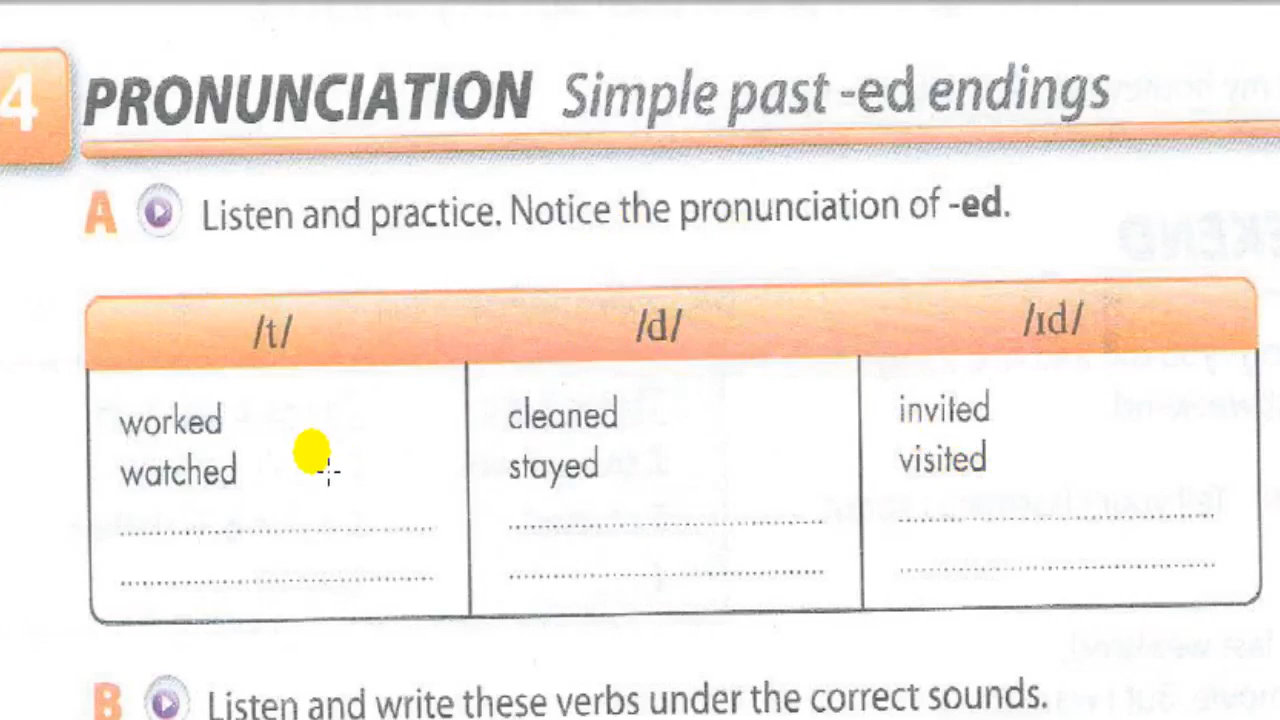 4 PRONUNCIATION Simple past -ed endings
A Listen and practice. Notice the pronunciation of -ed.
/t/ /d/ /ɪd/
worked cleaned invited
watched stayed visited
B Listen and write these verbs under the correct sounds.